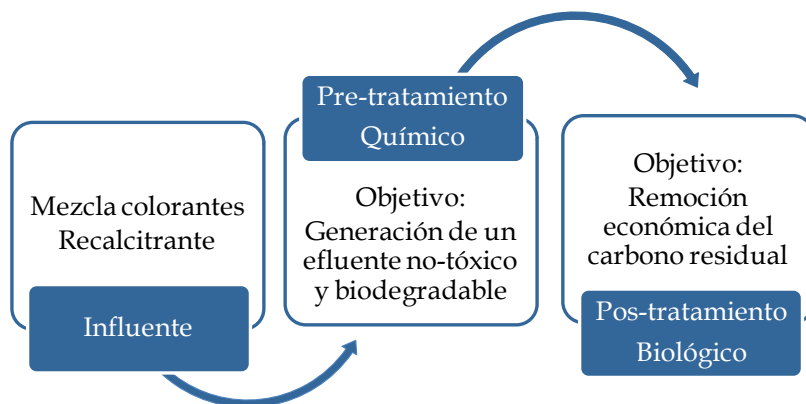 Mezcla colorantes
Recalcitrante
Influente
Pre-tratamiento
Químico
Objetivo:
Generación de un
efluente no-tóxico
y biodegradable
Objetivo:
Remoción
económica del
carbono residual
Pos-tratamiento
Biológico